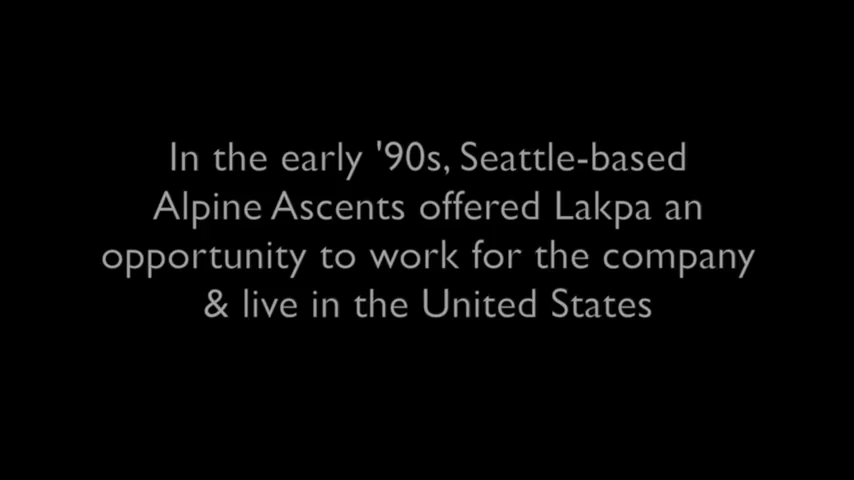 In the early '90s, Seattle-based
Alpine Ascents offered Lakpa an
opportunity to work for the company
& live in the United States